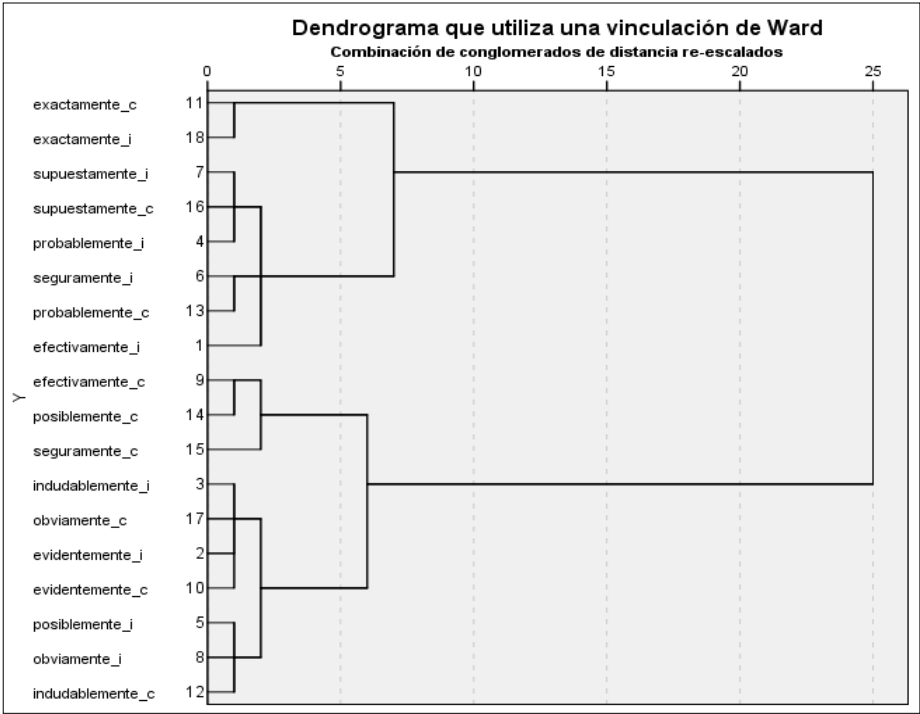 Dendrograma que utiliza una vinculación de Ward
Combinación de conglomerados de distancia re-escalados
0 5 10 15 20 25
exactamente_c 11
exactamente_i 18
supuestamente_i 7
supuestamente_c 16
probablemente_i 4
seguramente_i 6
probablemente_c 13
efectivamente_i 1
efectivamente_c 9
Y
posiblemente_c 14
seguramente_c 15
indudablemente_i 3
obviamente_c 17
evidentemente_i 2
evidentemente_c 10
posiblemente_i 5
obviamente_i 8
indudablemente_c 12